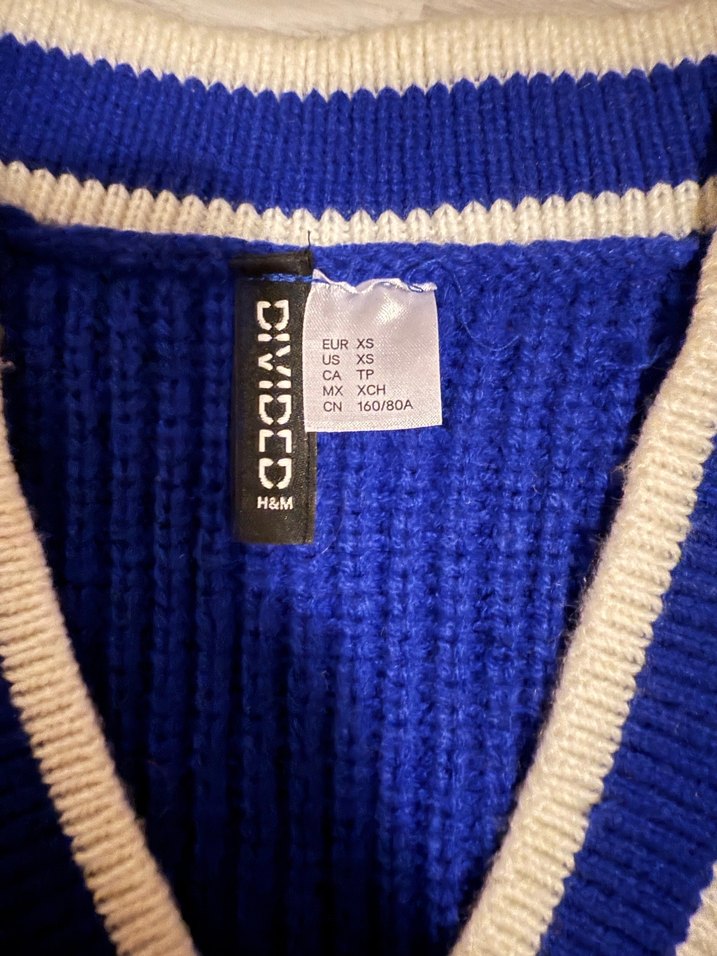 DIVIDED
H&M
EUR XS
US XS
CA TP
MX XCH
CN 160/80A